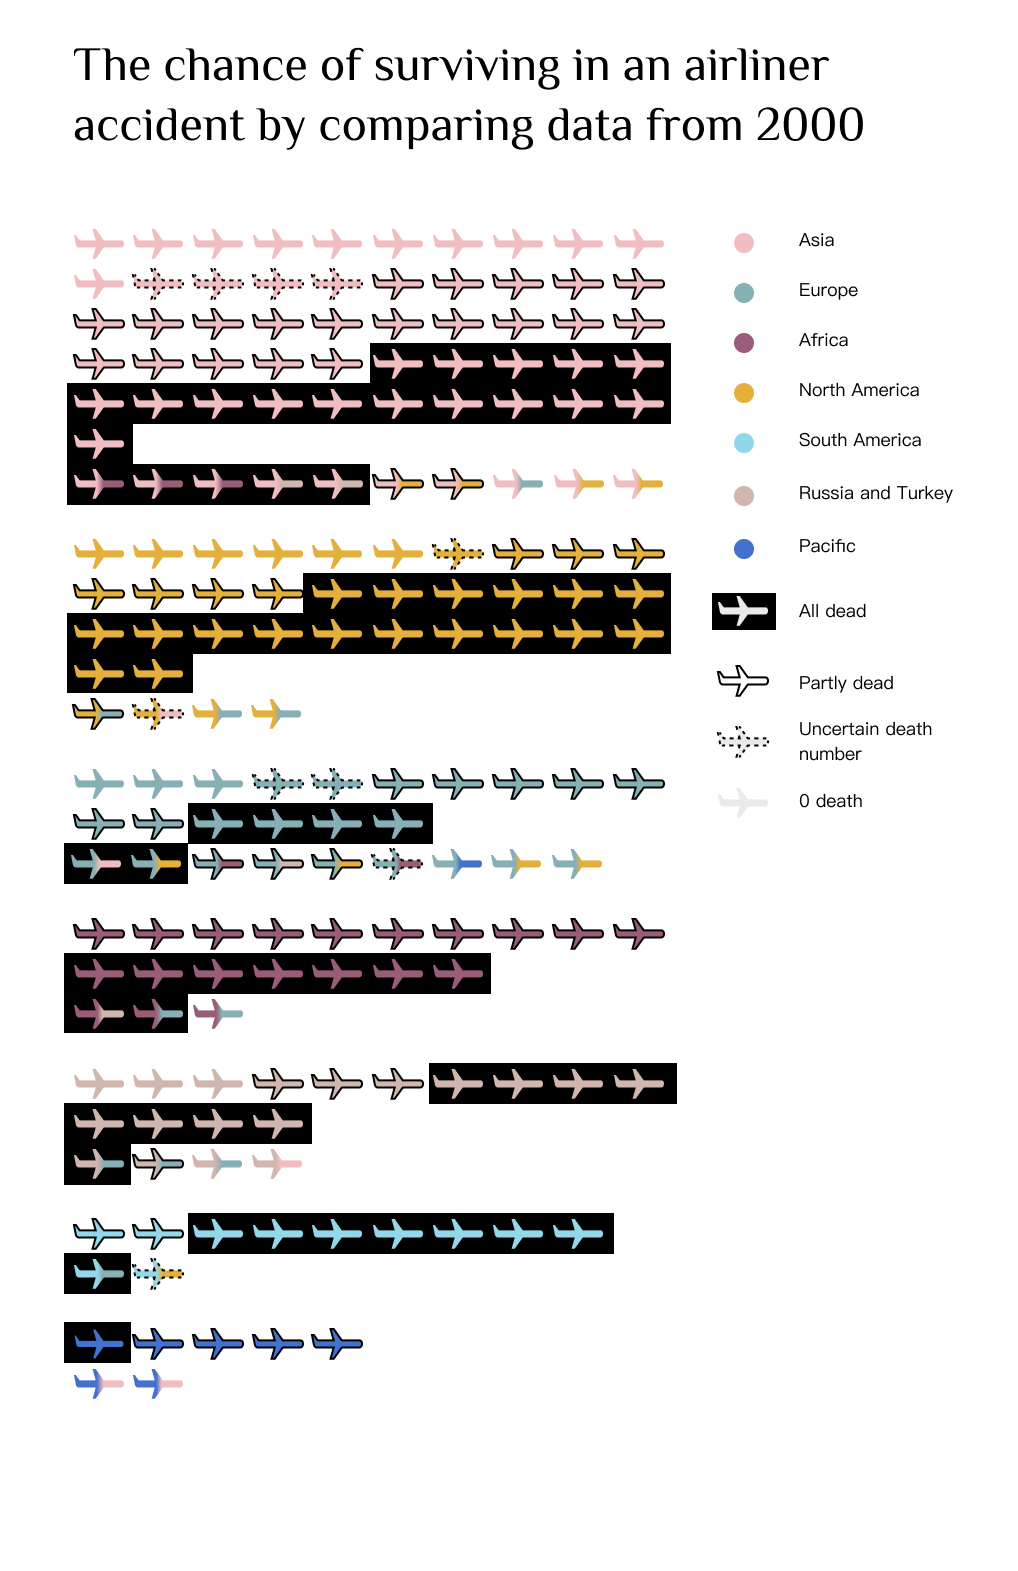 The chance of surviving in an airliner
accident by comparing data from 2000
Asia
Europe
Africa
North America
South America
Russia and Turkey
Pacific
All dead
Partly dead
Uncertain death
number
0 death